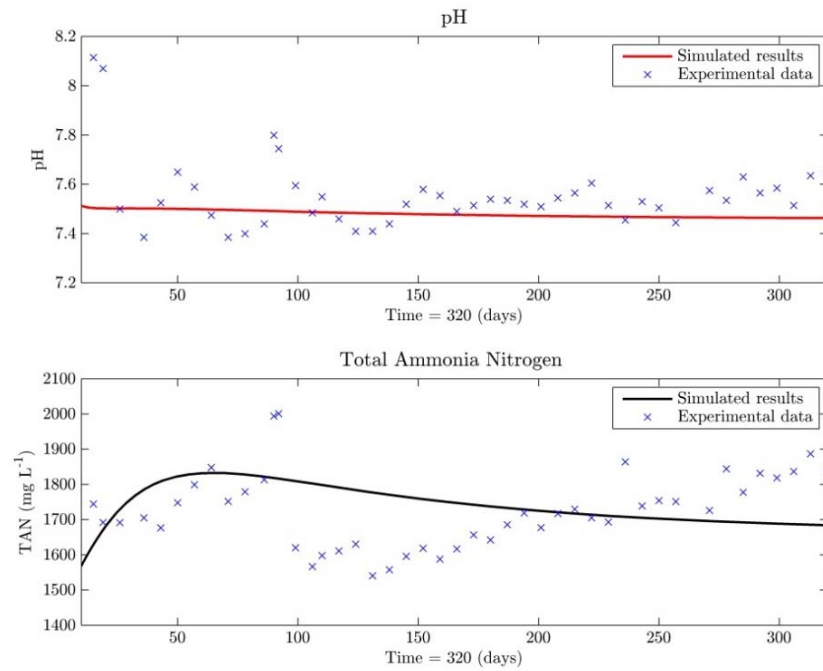 pH
8.2
8
7.8
7.6
7.4
7.2
pH
Simulated results
Experimental data
50
100
150
200
250
300
Time = 320 (days)
Total Ammonia Nitrogen
2100
2000
1900
1800
1700
1600
1500
1400
TAN (mg L⁻¹)
Simulated results
Experimental data
50
100
150
200
250
300
Time = 320 (days)